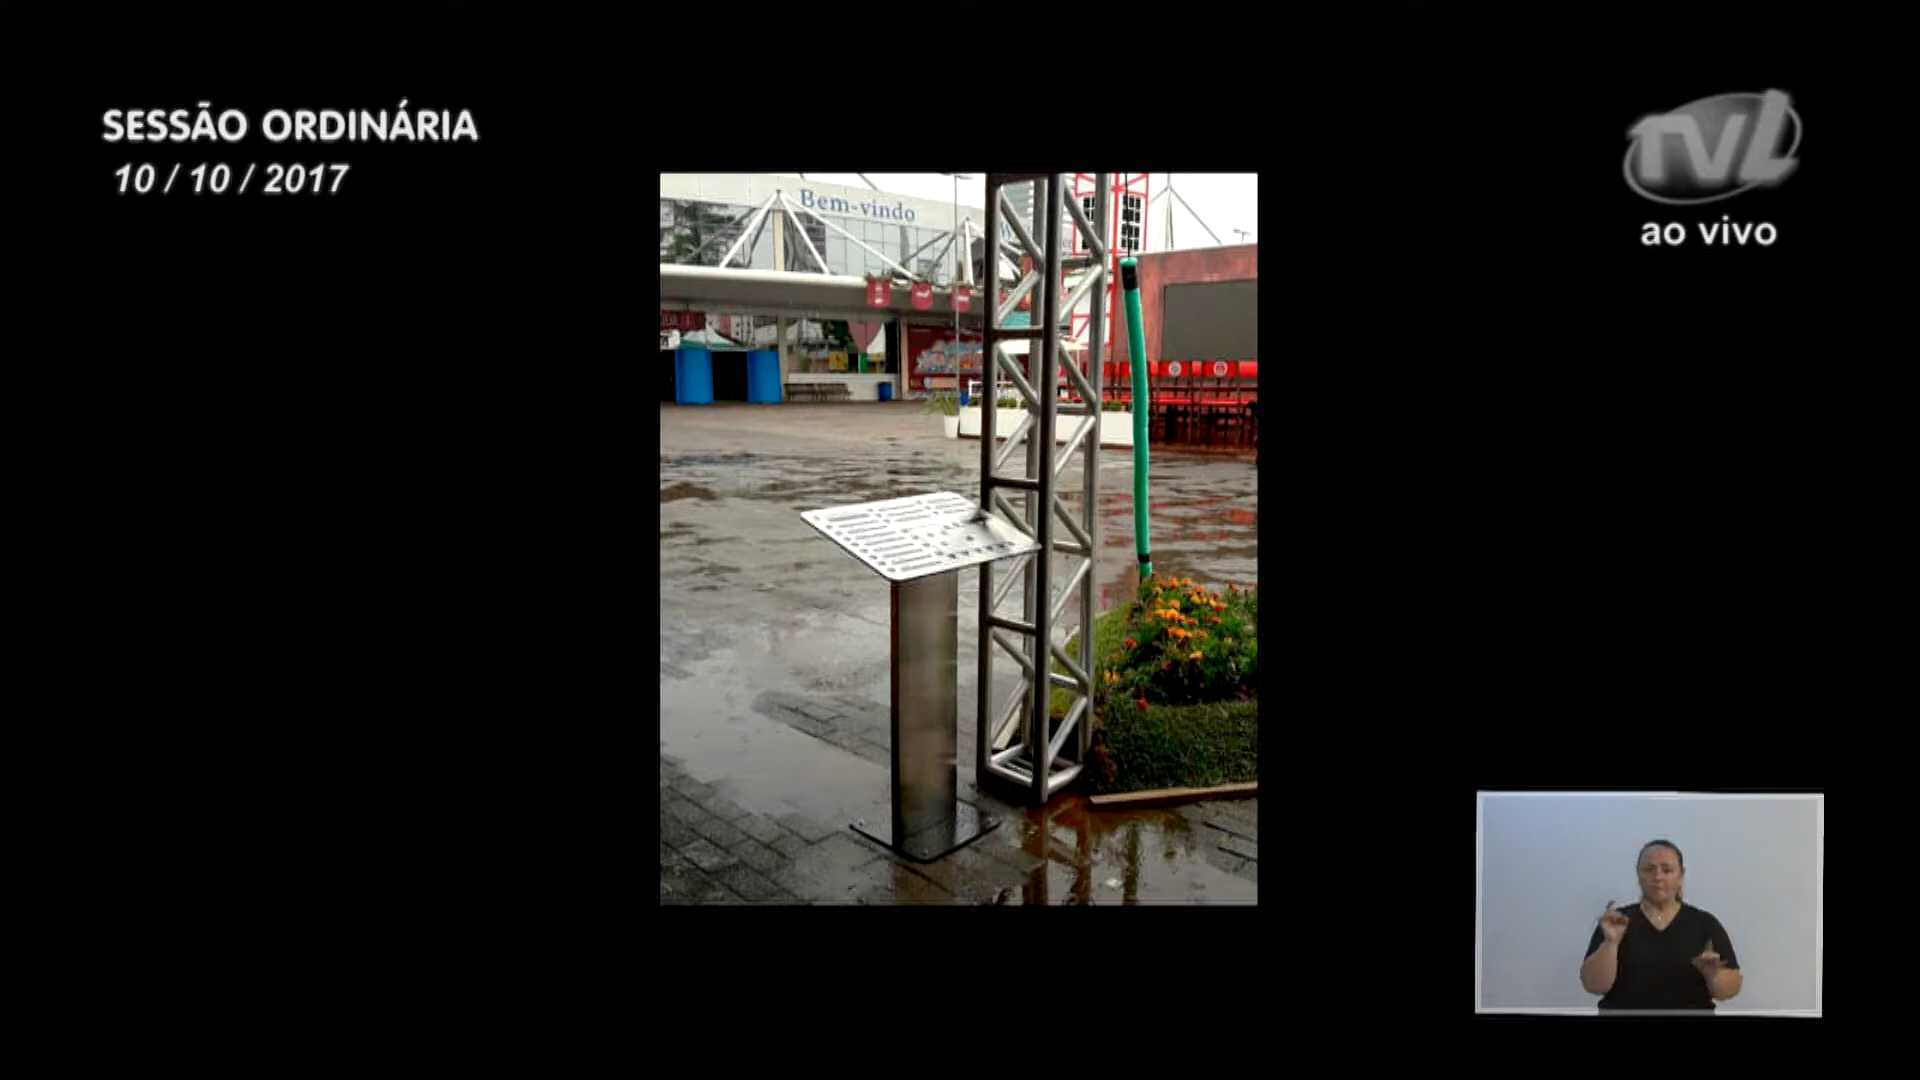 SESSÃO ORDINÁRIA
10 / 10 / 2017
TVL
ao vivo
Bem-vindo